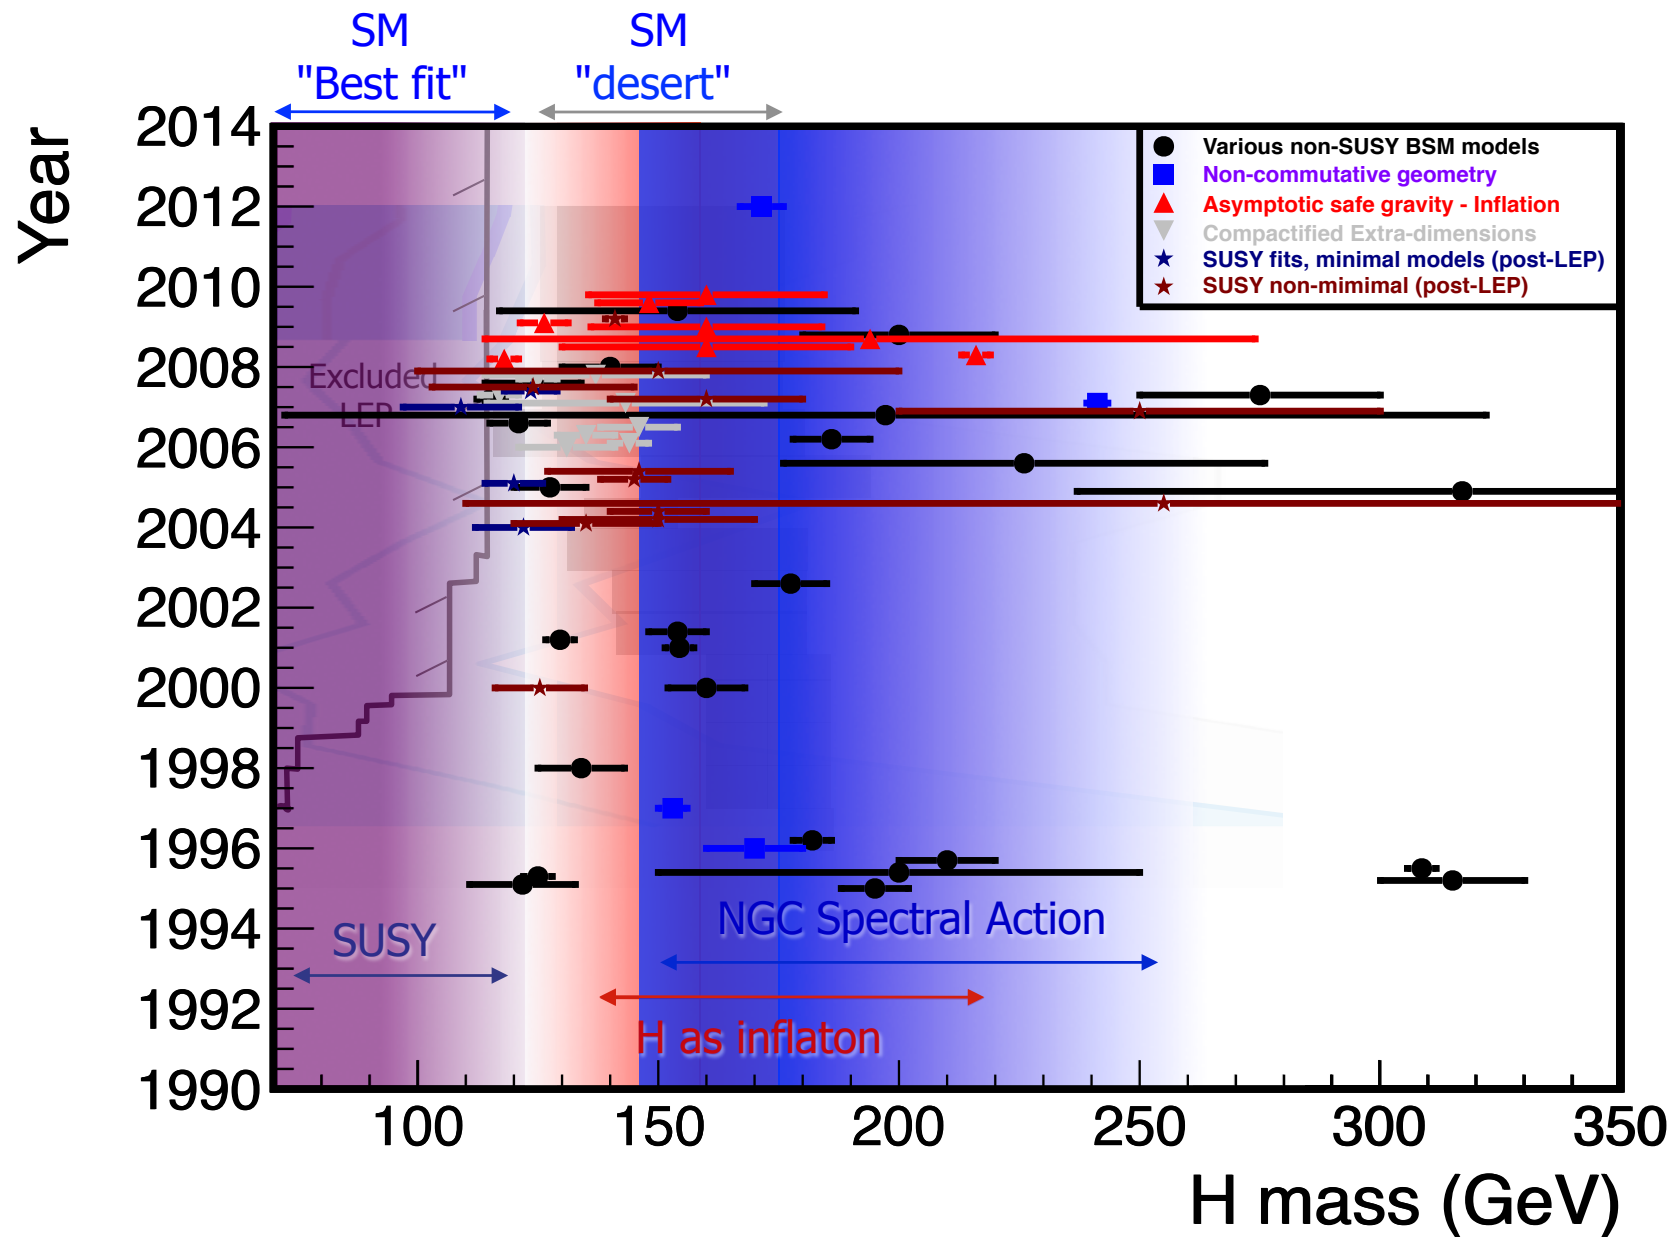 SM
"Best fit"
SM
"desert"
Year
2014
2012
2010
2008
2006
2004
2002
2000
1998
1996
1994
1992
1990
Various non-SUSY BSM models
Non-commutative geometry
Asymptotic safe gravity - Inflation
Compactified Extra-dimensions
SUSY fits, minimal models (post-LEP)
SUSY non-mimimal (post-LEP)
Excluded
LEP
NGC Spectral Action
SUSY
H as inflaton
100
150
200
250
300
350
H mass (GeV)